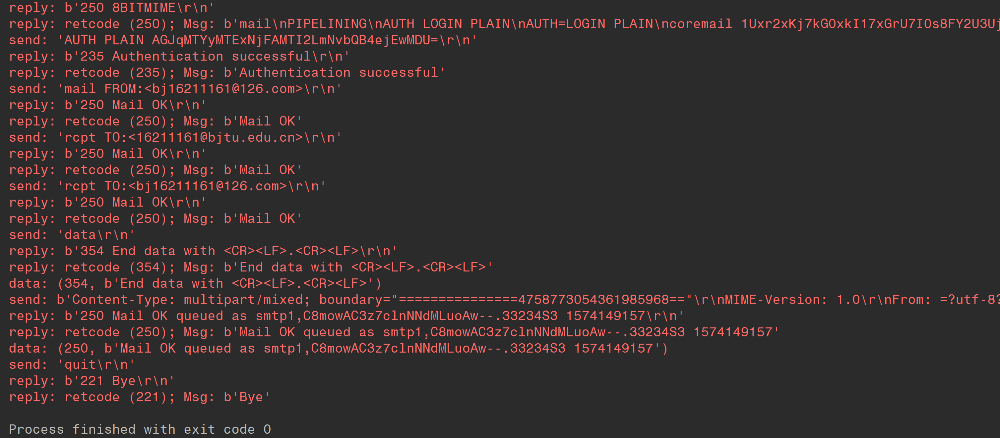 reply: b'250 8BITMIME\r\n'
reply: retcode (250); Msg: b'mail\nPIPELINING\nAUTH LOGIN PLAIN\nAUTH=LOGIN PLAIN\ncoremail 1Uxr2xKj7kG0xkI17xGrU7I0s8FY2U3Uj
send: 'AUTH PLAIN AGJqMTYyMTExNjFAMTI2LmNvbQB4ejEwMDU=\r\n'
reply: b'235 Authentication successful\r\n'
reply: retcode (235); Msg: b'Authentication successful'
send: 'mail FROM:<bj16211161@126.com>\r\n'
reply: b'250 Mail OK\r\n'
reply: retcode (250); Msg: b'Mail OK'
send: 'rcpt TO:<16211161@bjtu.edu.cn>\r\n'
reply: b'250 Mail OK\r\n'
reply: retcode (250); Msg: b'Mail OK'
send: 'rcpt TO:<bj16211161@126.com>\r\n'
reply: b'250 Mail OK\r\n'
reply: retcode (250); Msg: b'Mail OK'
send: 'data\r\n'
reply: b'354 End data with <CR><LF>.<CR><LF>\r\n'
reply: retcode (354); Msg: b'End data with <CR><LF>.<CR><LF>'
data: (354, b'End data with <CR><LF>.<CR><LF>')
send: b'Content-Type: multipart/mixed; boundary="===============4758773054361985968=="\r\nMIME-Version: 1.0\r\nFrom: =?utf-8?
reply: b'250 Mail OK queued as smtp1,C8mowAC3z7clnNNdMLuoAw--.33234S3 1574149157\r\n'
reply: retcode (250); Msg: b'Mail OK queued as smtp1,C8mowAC3z7clnNNdMLuoAw--.33234S3 1574149157'
data: (250, b'Mail OK queued as smtp1,C8mowAC3z7clnNNdMLuoAw--.33234S3 1574149157')
send: 'quit\r\n'
reply: b'221 Bye\r\n'
reply: retcode (221); Msg: b'Bye'
Process finished with exit code 0